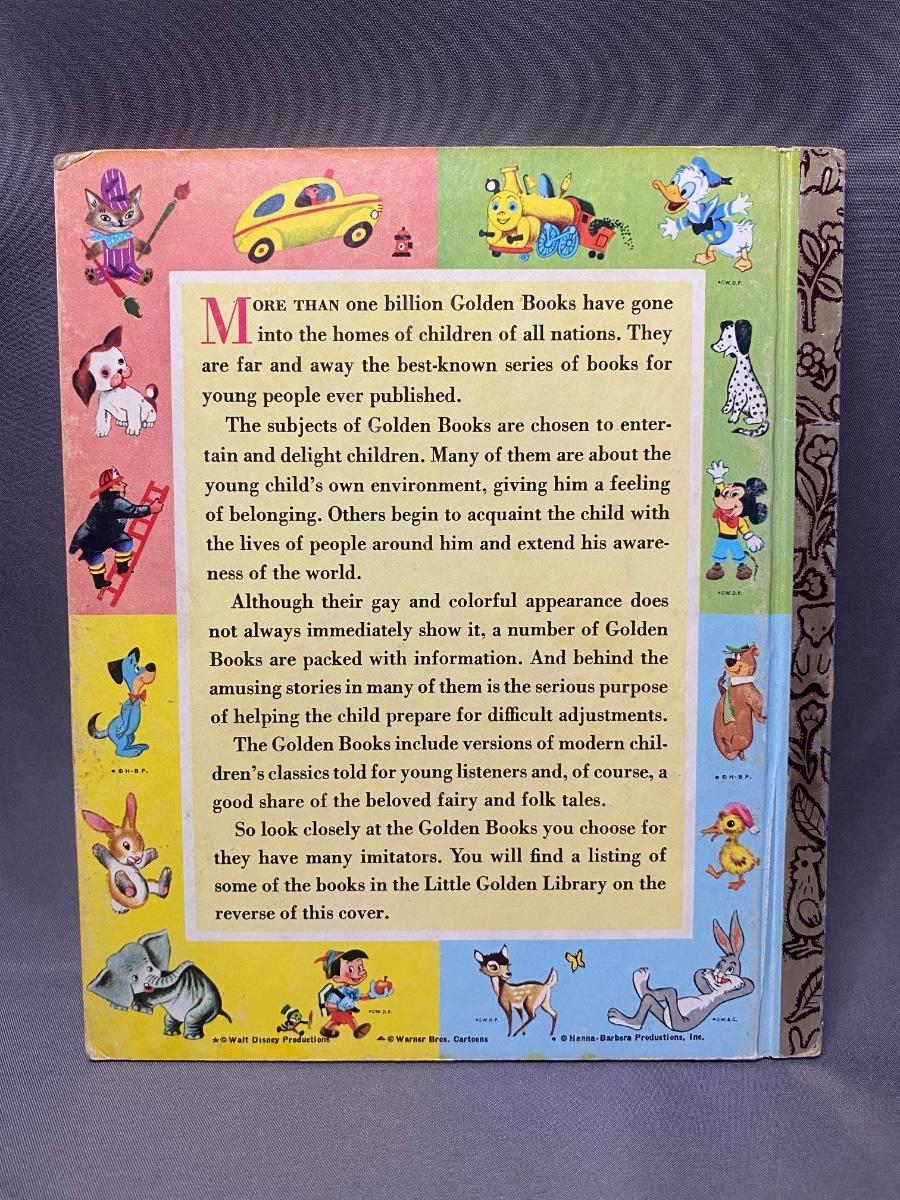 *©W.D.P.
MORE THAN one billion Golden Books have gone
into the homes of children of all nations. They
are far and away the best-known series of books for
young people ever published.
The subjects of Golden Books are chosen to enter-
tain and delight children. Many of them are about the
young child's own environment, giving him a feeling
of belonging. Others begin to acquaint the child with
the lives of people around him and extend his aware-
ness of the world.
*©W.D.P.
Although their gay and colorful appearance does
not always immediately show it, a number of Golden
Books are packed with information. And behind the
amusing stories in many of them is the serious purpose
of helping the child prepare for difficult adjustments.
The Golden Books include versions of modern chil-
dren's classics told for young listeners and, of course, a
good share of the beloved fairy and folk tales.
•©H-B P.
•©H-B P.
So look closely at the Golden Books you choose for
they have many imitators. You will find a listing of
some of the books in the Little Golden Library on the
reverse of this cover.
*©W.D.P.
*©W.D.P.
©W.B.C.
★©Walt Disney Productions
©Warner Bros. Cartoons
• ©Hanna-Barbera Productions, Inc.